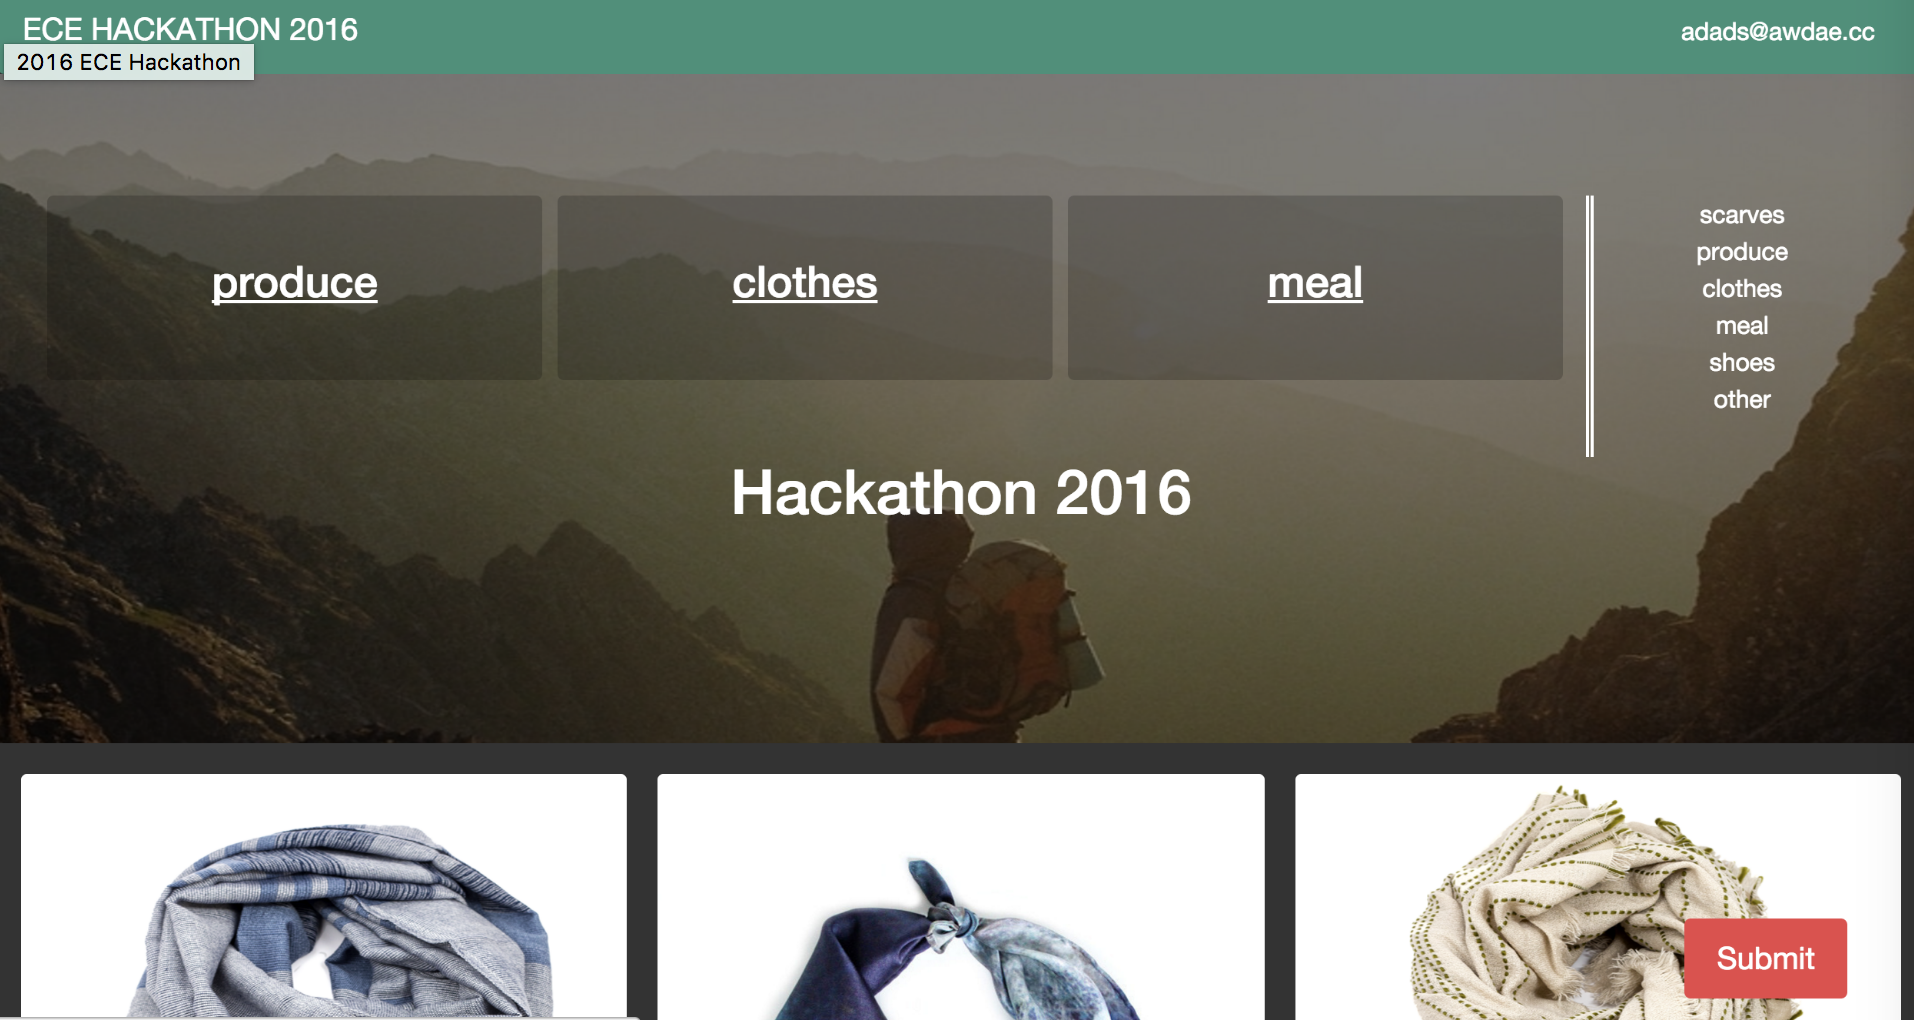 ECE HACKATHON 2016
adads@awdae.cc
2016 ECE Hackathon
produce
clothes
meal
scarves
produce
clothes
meal
shoes
other
Hackathon 2016
Submit